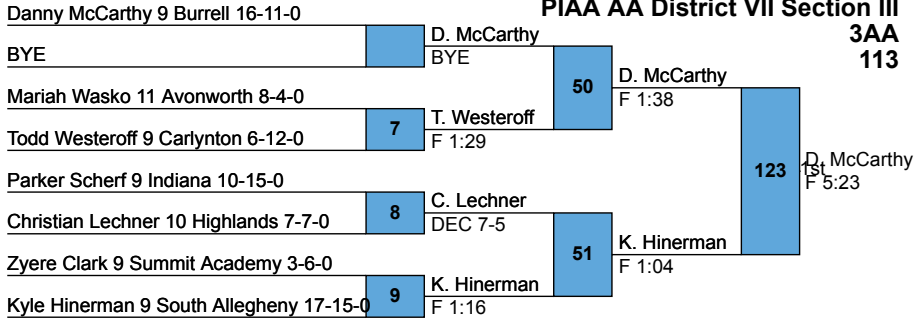 PIAA AA District VII Section III
3AA
113
Danny McCarthy 9 Burrell 16-11-0
BYE
Mariah Wasko 11 Avonworth 8-4-0
Todd Westeroff 9 Carlynton 6-12-0
Parker Scherf 9 Indiana 10-15-0
Christian Lechner 10 Highlands 7-7-0
Zyere Clark 9 Summit Academy 3-6-0
Kyle Hinerman 9 South Allegheny 17-15-0
D. McCarthy
BYE
7
T. Westeroff
F 1:29
8
C. Lechner
DEC 7-5
9
K. Hinerman
F 1:16
50
D. McCarthy
F 1:38
51
K. Hinerman
F 1:04
123
D. McCarthy
1st
F 5:23